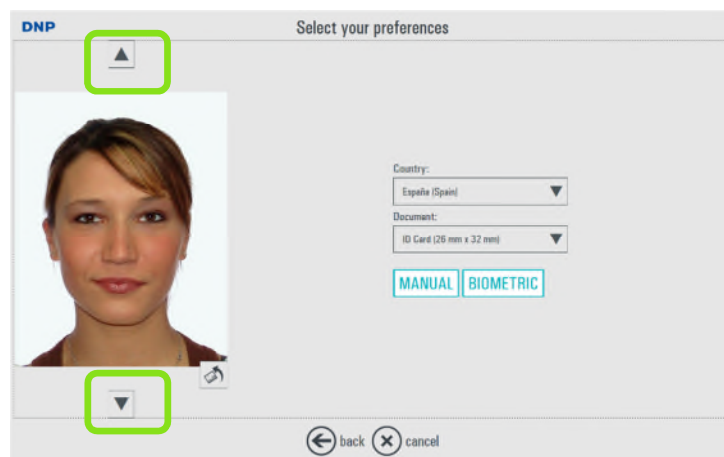 DNP
Select your preferences
Country:
España (Spain)
Document:
ID Card (26 mm x 32 mm)
MANUAL BIOMETRIC
back cancel